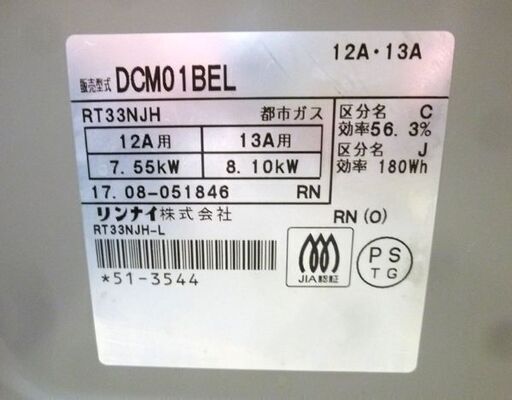 12A・13A
販売型式 DCM01BEL
RT33NJH 都市ガス
12A用 13A用
7.55kW 8.10kW
17.08-051846 RN
リンナイ株式会社
RT33NJH-L
*51-3544
区分名 C
効率56.3%
区分名 J
効率 180Wh
RN(O)
JIA認証
PS
TG